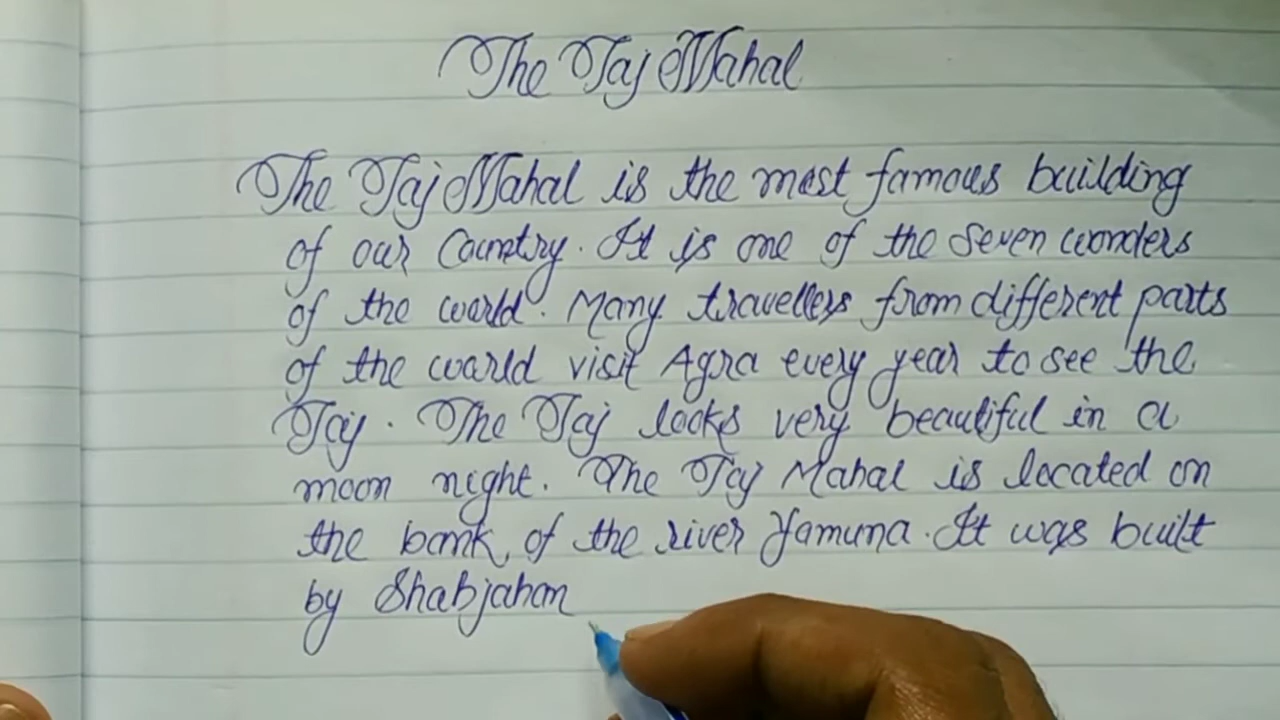 The Taj Mahal
The Taj Mahal is the most famous building
of our Country. It is one of the seven wonders
of the world. Many travellers from different parts
of the world visit Agra every year to see the
Taj. The Taj looks very beautiful in a
moon night. The Taj Mahal is located on
the bank of the river Yamuna. It was built
by Shahjahan